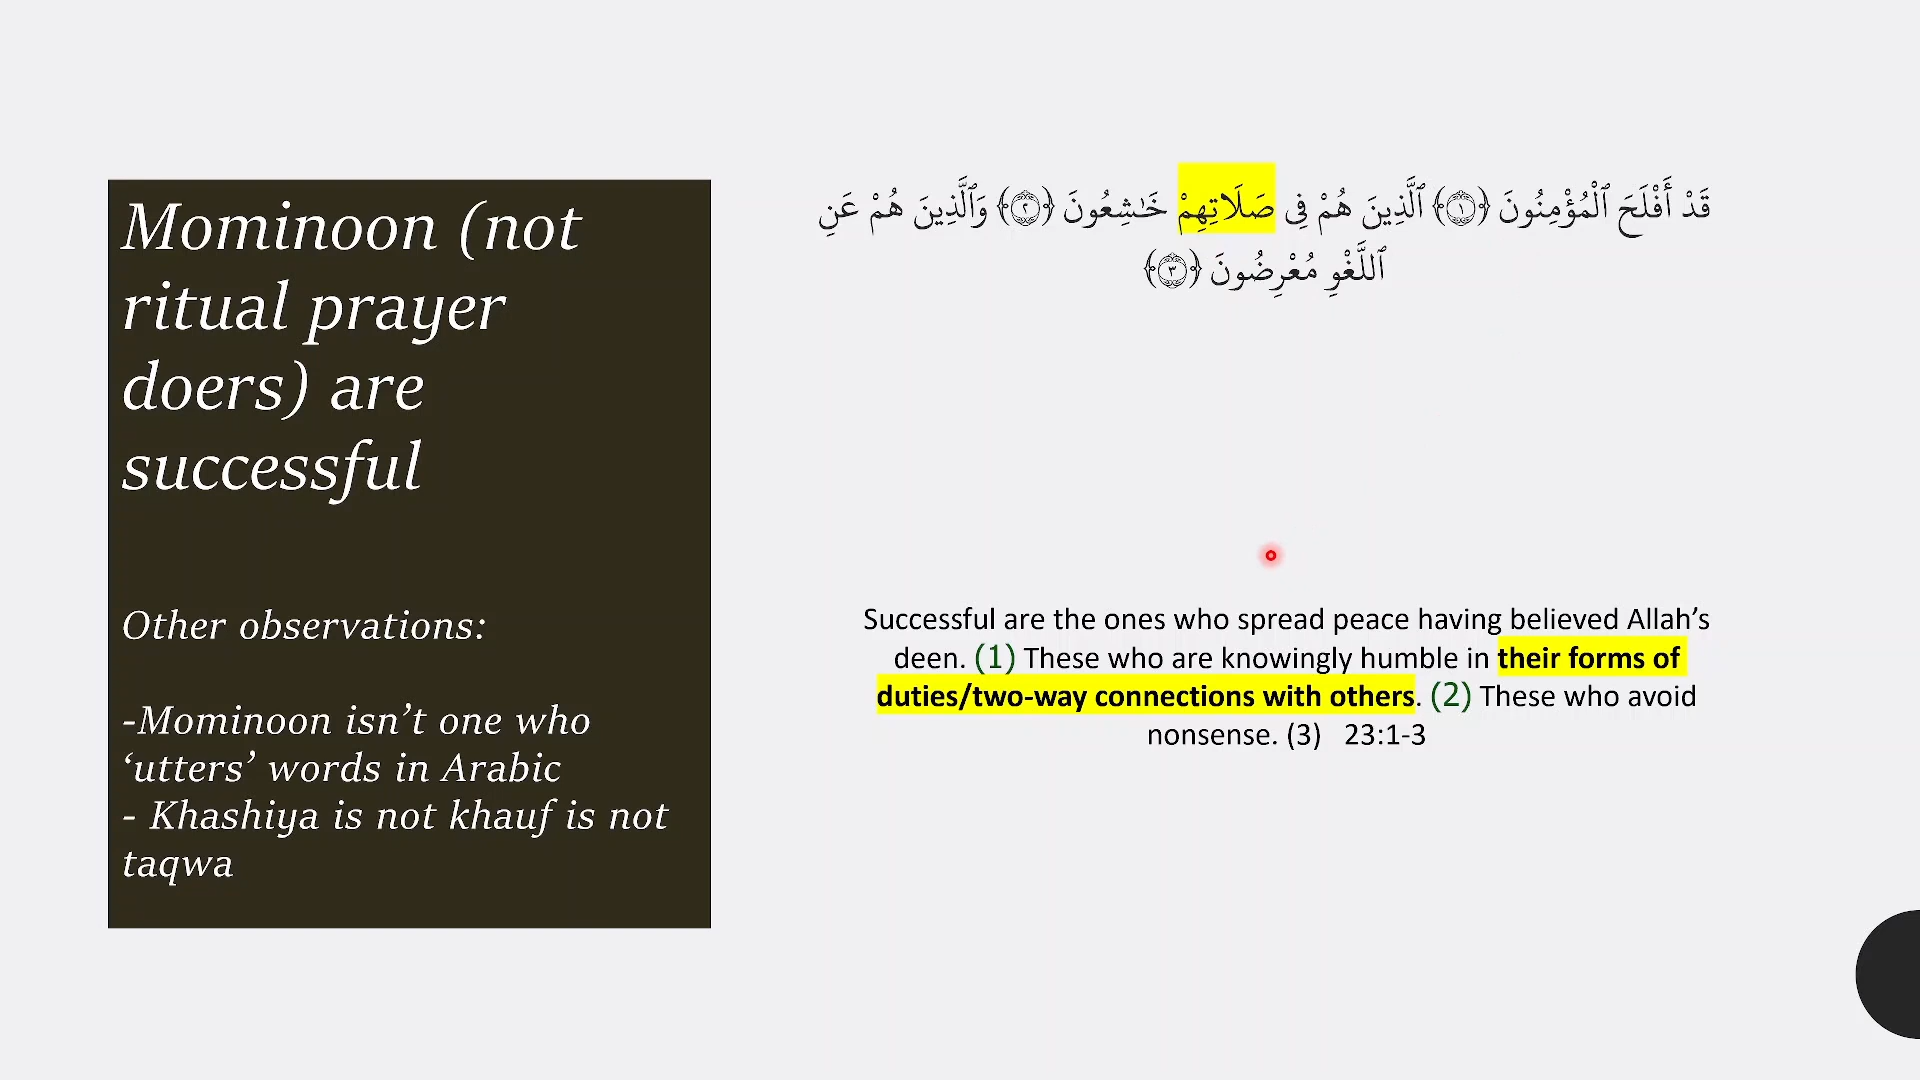 Mominoon (not
ritual prayer
doers) are
successful
Other observations:
-Mominoon isn’t one who
‘utters’ words in Arabic
- Khashiya is not khauf is not
taqwa
قَدْ أَفْلَحَ ٱلْمُؤْمِنُونَ ﴿١﴾ ٱلَّذِينَ هُمْ فِى صَلَاتِهِمْ خَـٰشِعُونَ ﴿٢﴾ وَٱلَّذِينَ هُمْ عَنِ
ٱللَّغْوِ مُعْرِضُونَ ﴿٣﴾
Successful are the ones who spread peace having believed Allah’s
deen. (1) These who are knowingly humble in their forms of
duties/two-way connections with others. (2) These who avoid
nonsense. (3) 23:1-3